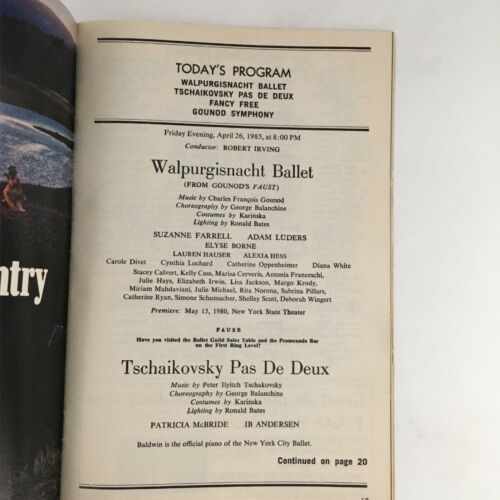 TODAY'S PROGRAM
WALPURGISNACHT BALLET
TSCHAIKOVSKY PAS DE DEUX
FANCY FREE
GOUNOD SYMPHONY
Friday Evening, April 26, 1985, at 8:00 PM
Conductor: ROBERT IRVING
Walpurgisnacht Ballet
(FROM GOUNOD'S FAUST)
Music by Charles François Gounod
Choreography by George Balanchine
Costumes by Karinska
Lighting by Ronald Bates
SUZANNE FARRELL ADAM LÜDERS
ELYSE BORNE
LAUREN HAUSER ALEXIA HESS
Carole Divet Cynthia Lochard Catherine Oppenheimer Diana White
Stacey Calvert, Kelly Cass, Marisa Cerveris, Antonia Franceschi,
Julie Hays, Elizabeth Irwin, Lisa Jackson, Margo Krody,
Miriam Mahdaviani, Julie Michael, Rita Norona, Sabrina Pillars,
Catherine Ryan, Simone Schumacher, Shelley Scott, Deborah Wingert
Premiere: May 15, 1980, New York State Theater
PAUSE
Have you visited the Ballet Guild Sales Table and the Promenade Bar
on the First Ring Level?
Tschaikovsky Pas De Deux
Music by Peter Ilyitch Tschaikovsky
Choreography by George Balanchine
Costumes by Karinska
Lighting by Ronald Bates
PATRICIA McBRIDE IB ANDERSEN
Baldwin is the official piano of the New York City Ballet.
Continued on page 20
ntry